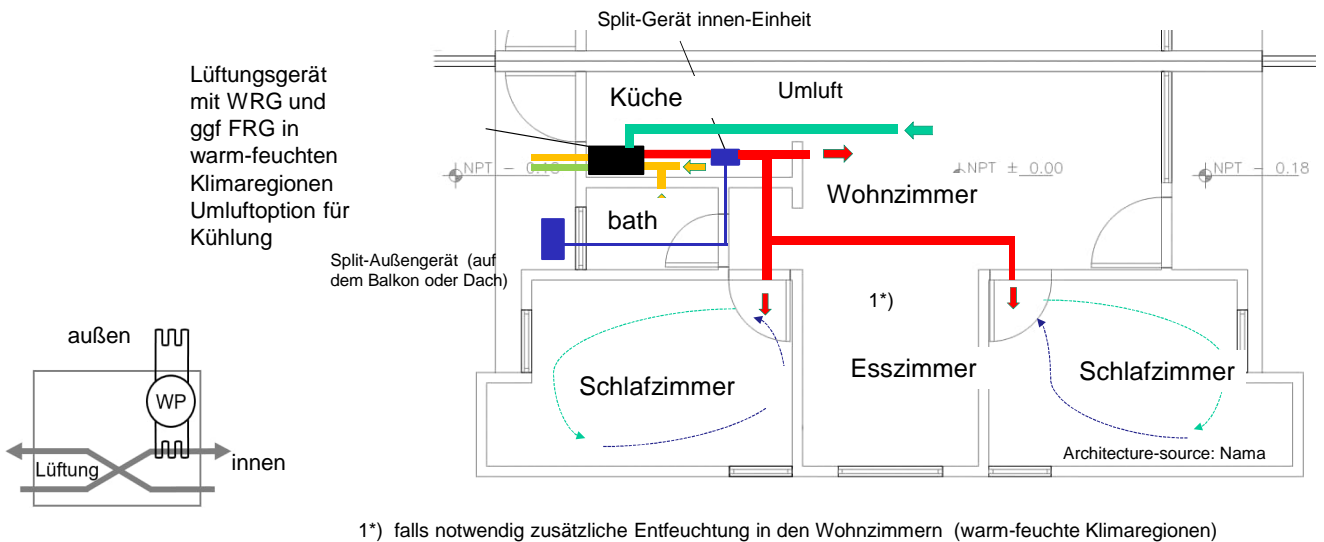 Split-Gerät innen-Einheit
Lüftungsgerät
mit WRG und
ggf FRG in
warm-feuchten
Klimaregionen
Umluftoption für
Kühlung
Küche
Umluft
NPT - 0.18
NPT ± 0.00
NPT - 0.18
Wohnzimmer
bath
Split-Außengerät (auf
dem Balkon oder Dach)
1*)
Schlafzimmer
Esszimmer
Schlafzimmer
Architecture-source: Nama
außen
WP
Lüftung
innen
1*) falls notwendig zusätzliche Entfeuchtung in den Wohnzimmern (warm-feuchte Klimaregionen)